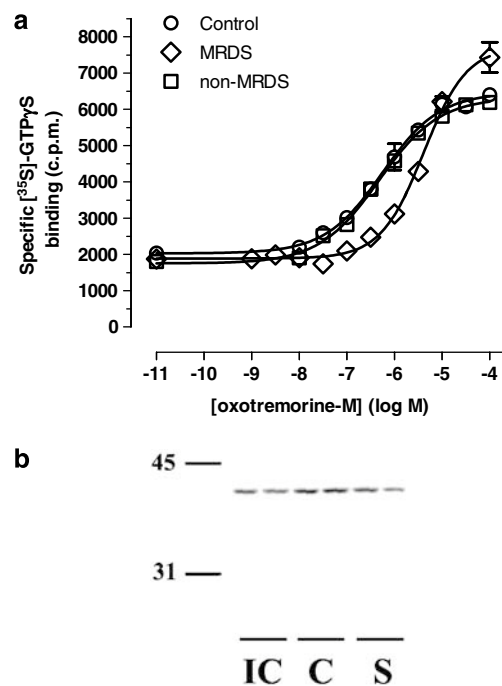 a
Control
MRDS
non-MRDS
Specific [³⁵S]-GTPγS
binding (c.p.m.)
8000
7000
6000
5000
4000
3000
2000
1000
0
-11 -10 -9 -8 -7 -6 -5 -4
[oxotremorine-M] (log M)
b
45
31
IC C S